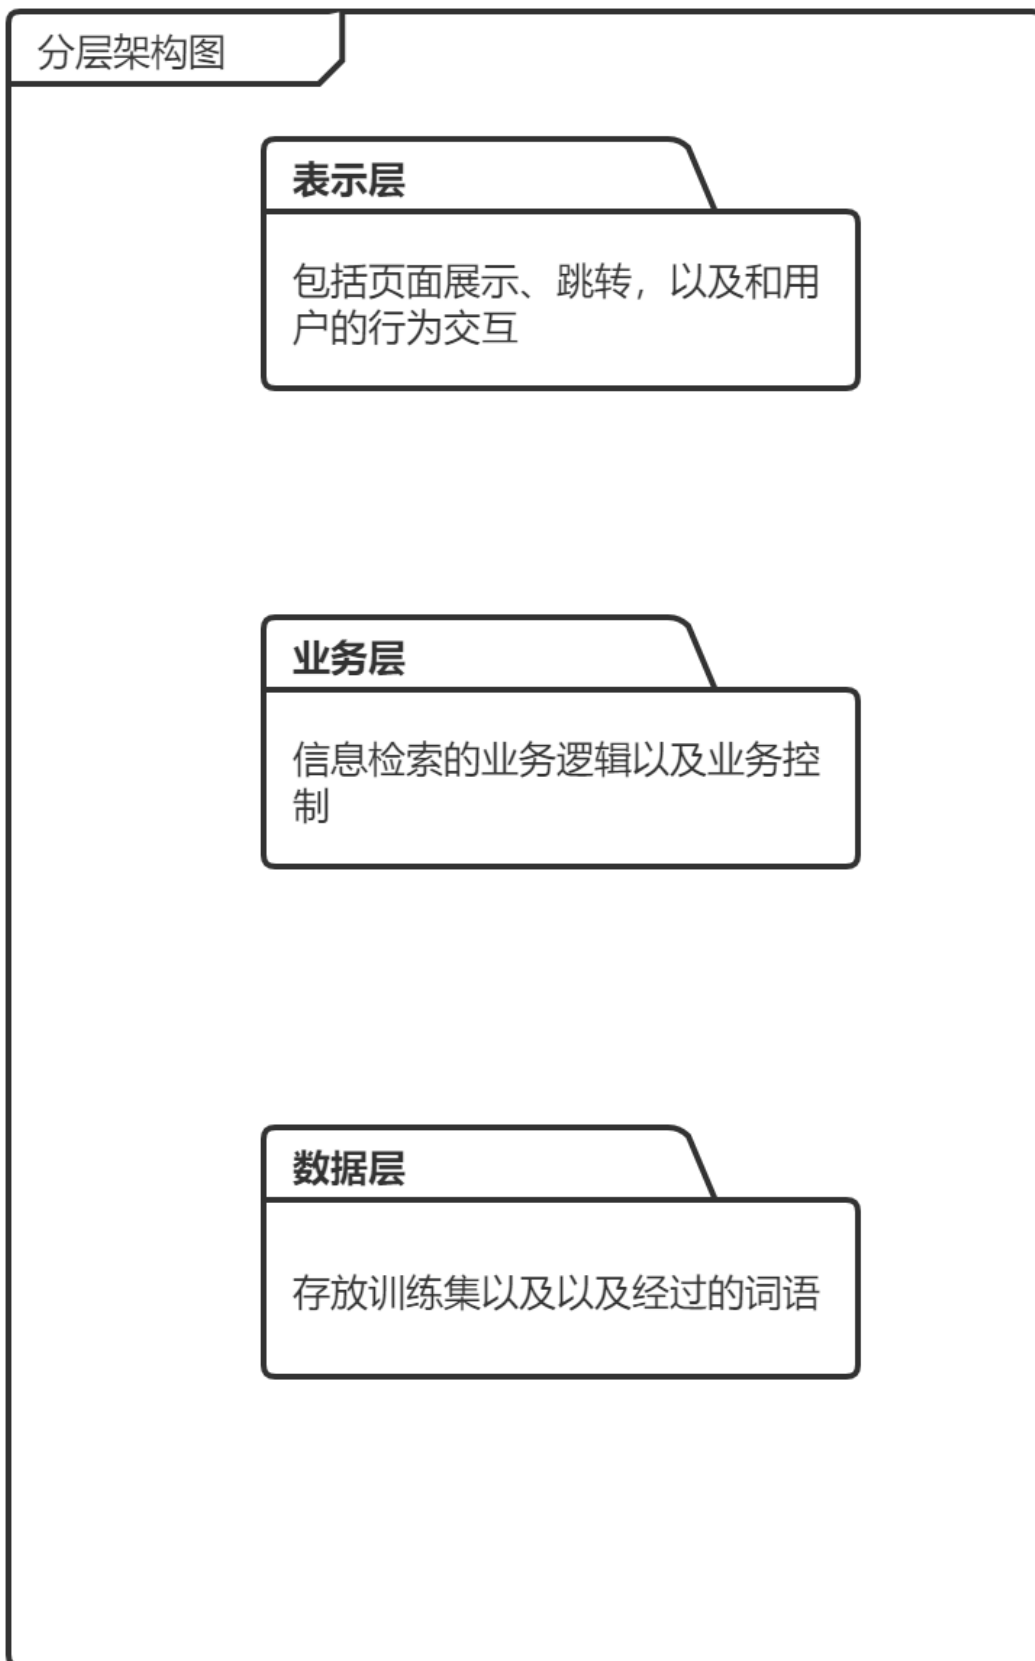 分层架构图
表示层
包括页面展示、跳转，以及和用
户的行为交互
业务层
信息检索的业务逻辑以及业务控
制
数据层
存放训练集以及以及经过的词语